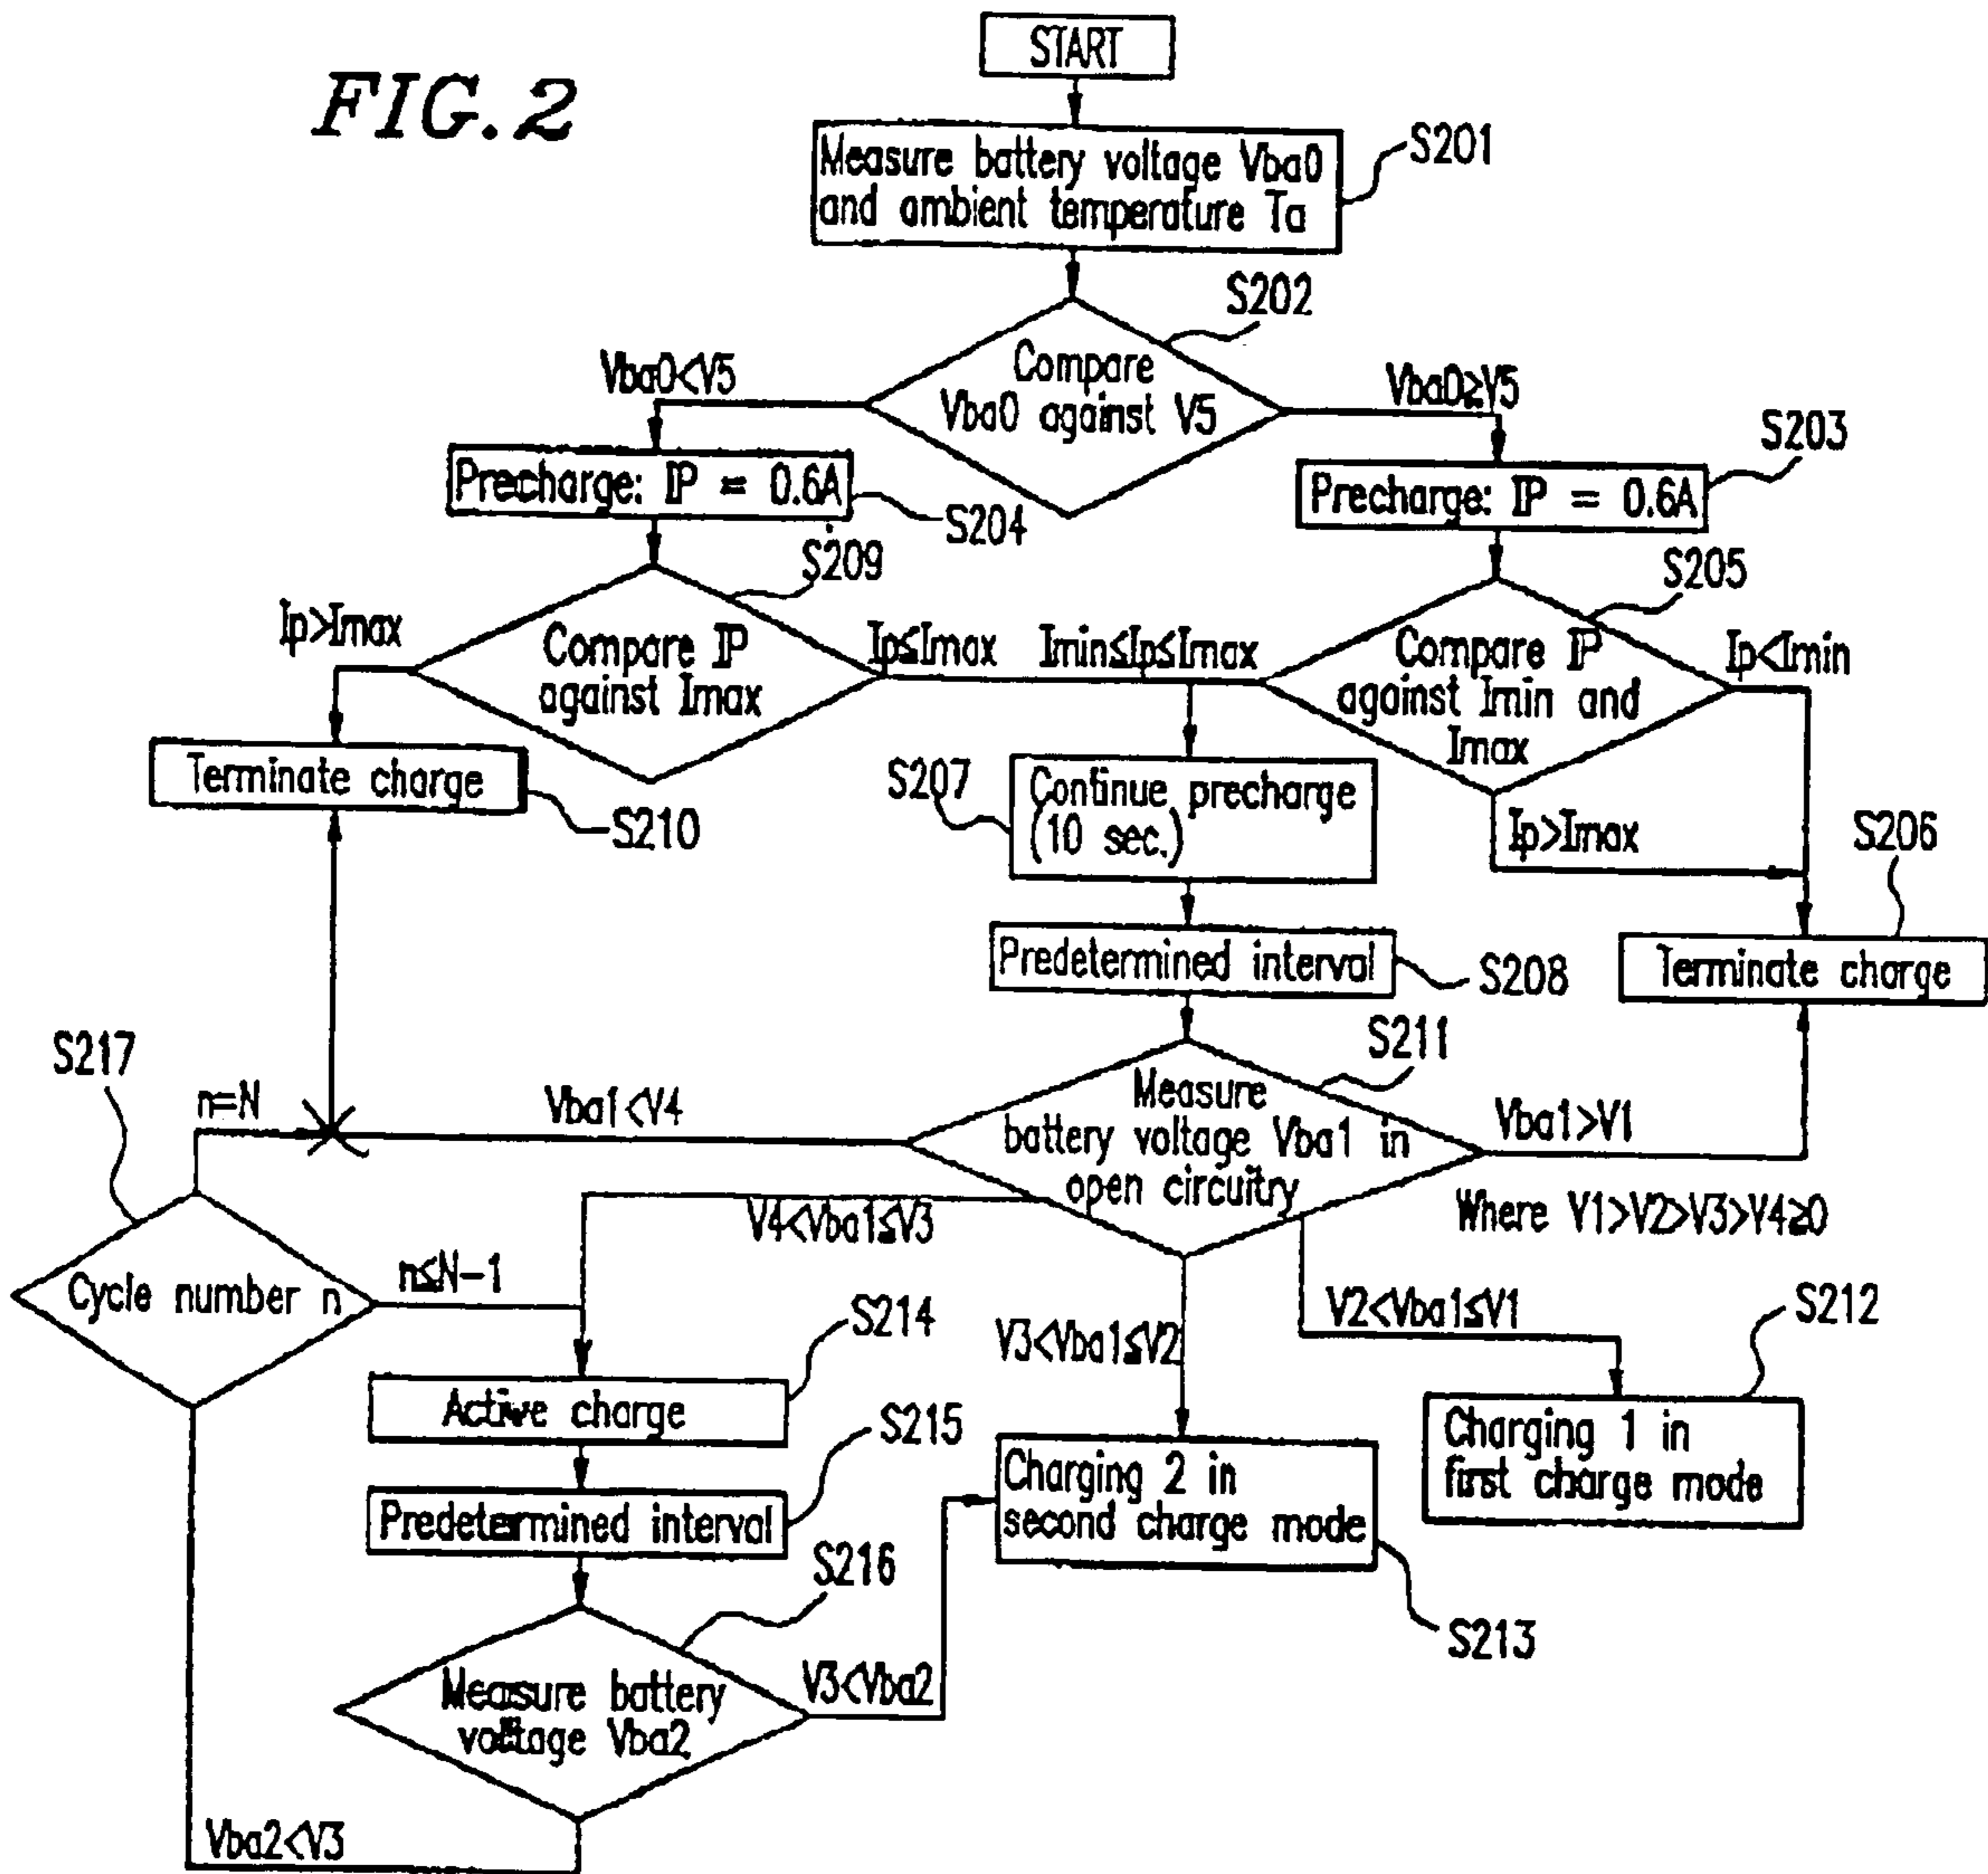 FIG.2
START
Measure battery voltage Vba0
and ambient temperature Ta
S201
S202
Compare
Vba0 against V5
Vba0<V5
Vba0≧V5
S203
Precharge: IP = 0.6A
S204
Precharge: IP = 0.6A
S209
S205
Ip>Imax
Compare IP
against Imax
Ip≦Imax
Imin≦Ip≦Imax
Compare IP
against Imin and
Imax
Ip<Imin
Terminate charge
S210
S207
Continue precharge
(10 sec.)
Ip>Imax
S206
Predetermined interval
S208
Terminate charge
S217
S211
n=N
Vba1<V4
Measure
battery voltage Vba1 in
open circuitry
Vba1>V1
V4<Vba1≦V3
Where V1>V2>V3>V4≧0
Cycle number n
n≦N-1
S214
V3<Vba1≦V2
V2<Vba1≦V1
S212
Active charge
S215
Charging 1 in
first charge mode
Predetermined interval
Charging 2 in
second charge mode
S216
S213
Measure battery
voltage Vba2
V3<Vba2
Vba2<V3